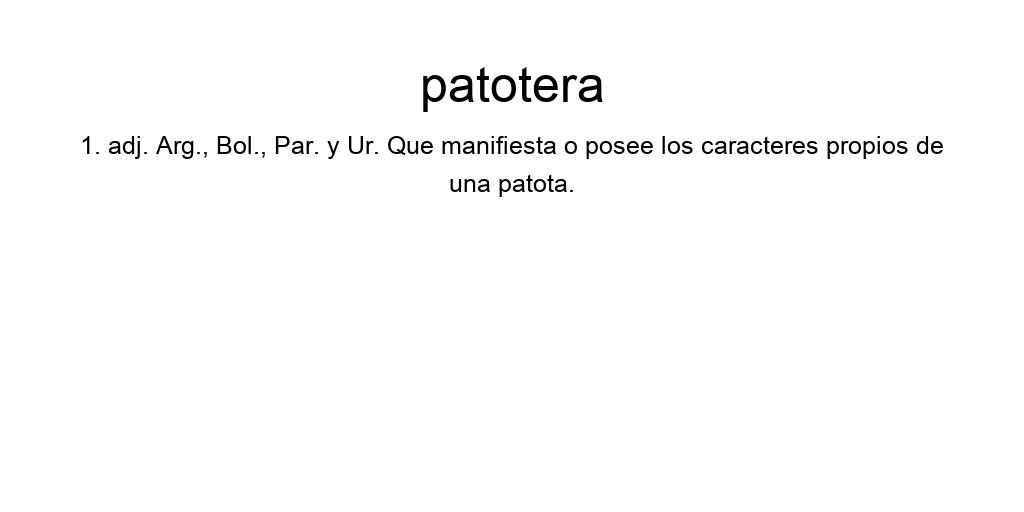 patotera
1. adj. Arg., Bol., Par. y Ur. Que manifiesta o posee los caracteres propios de
una patota.